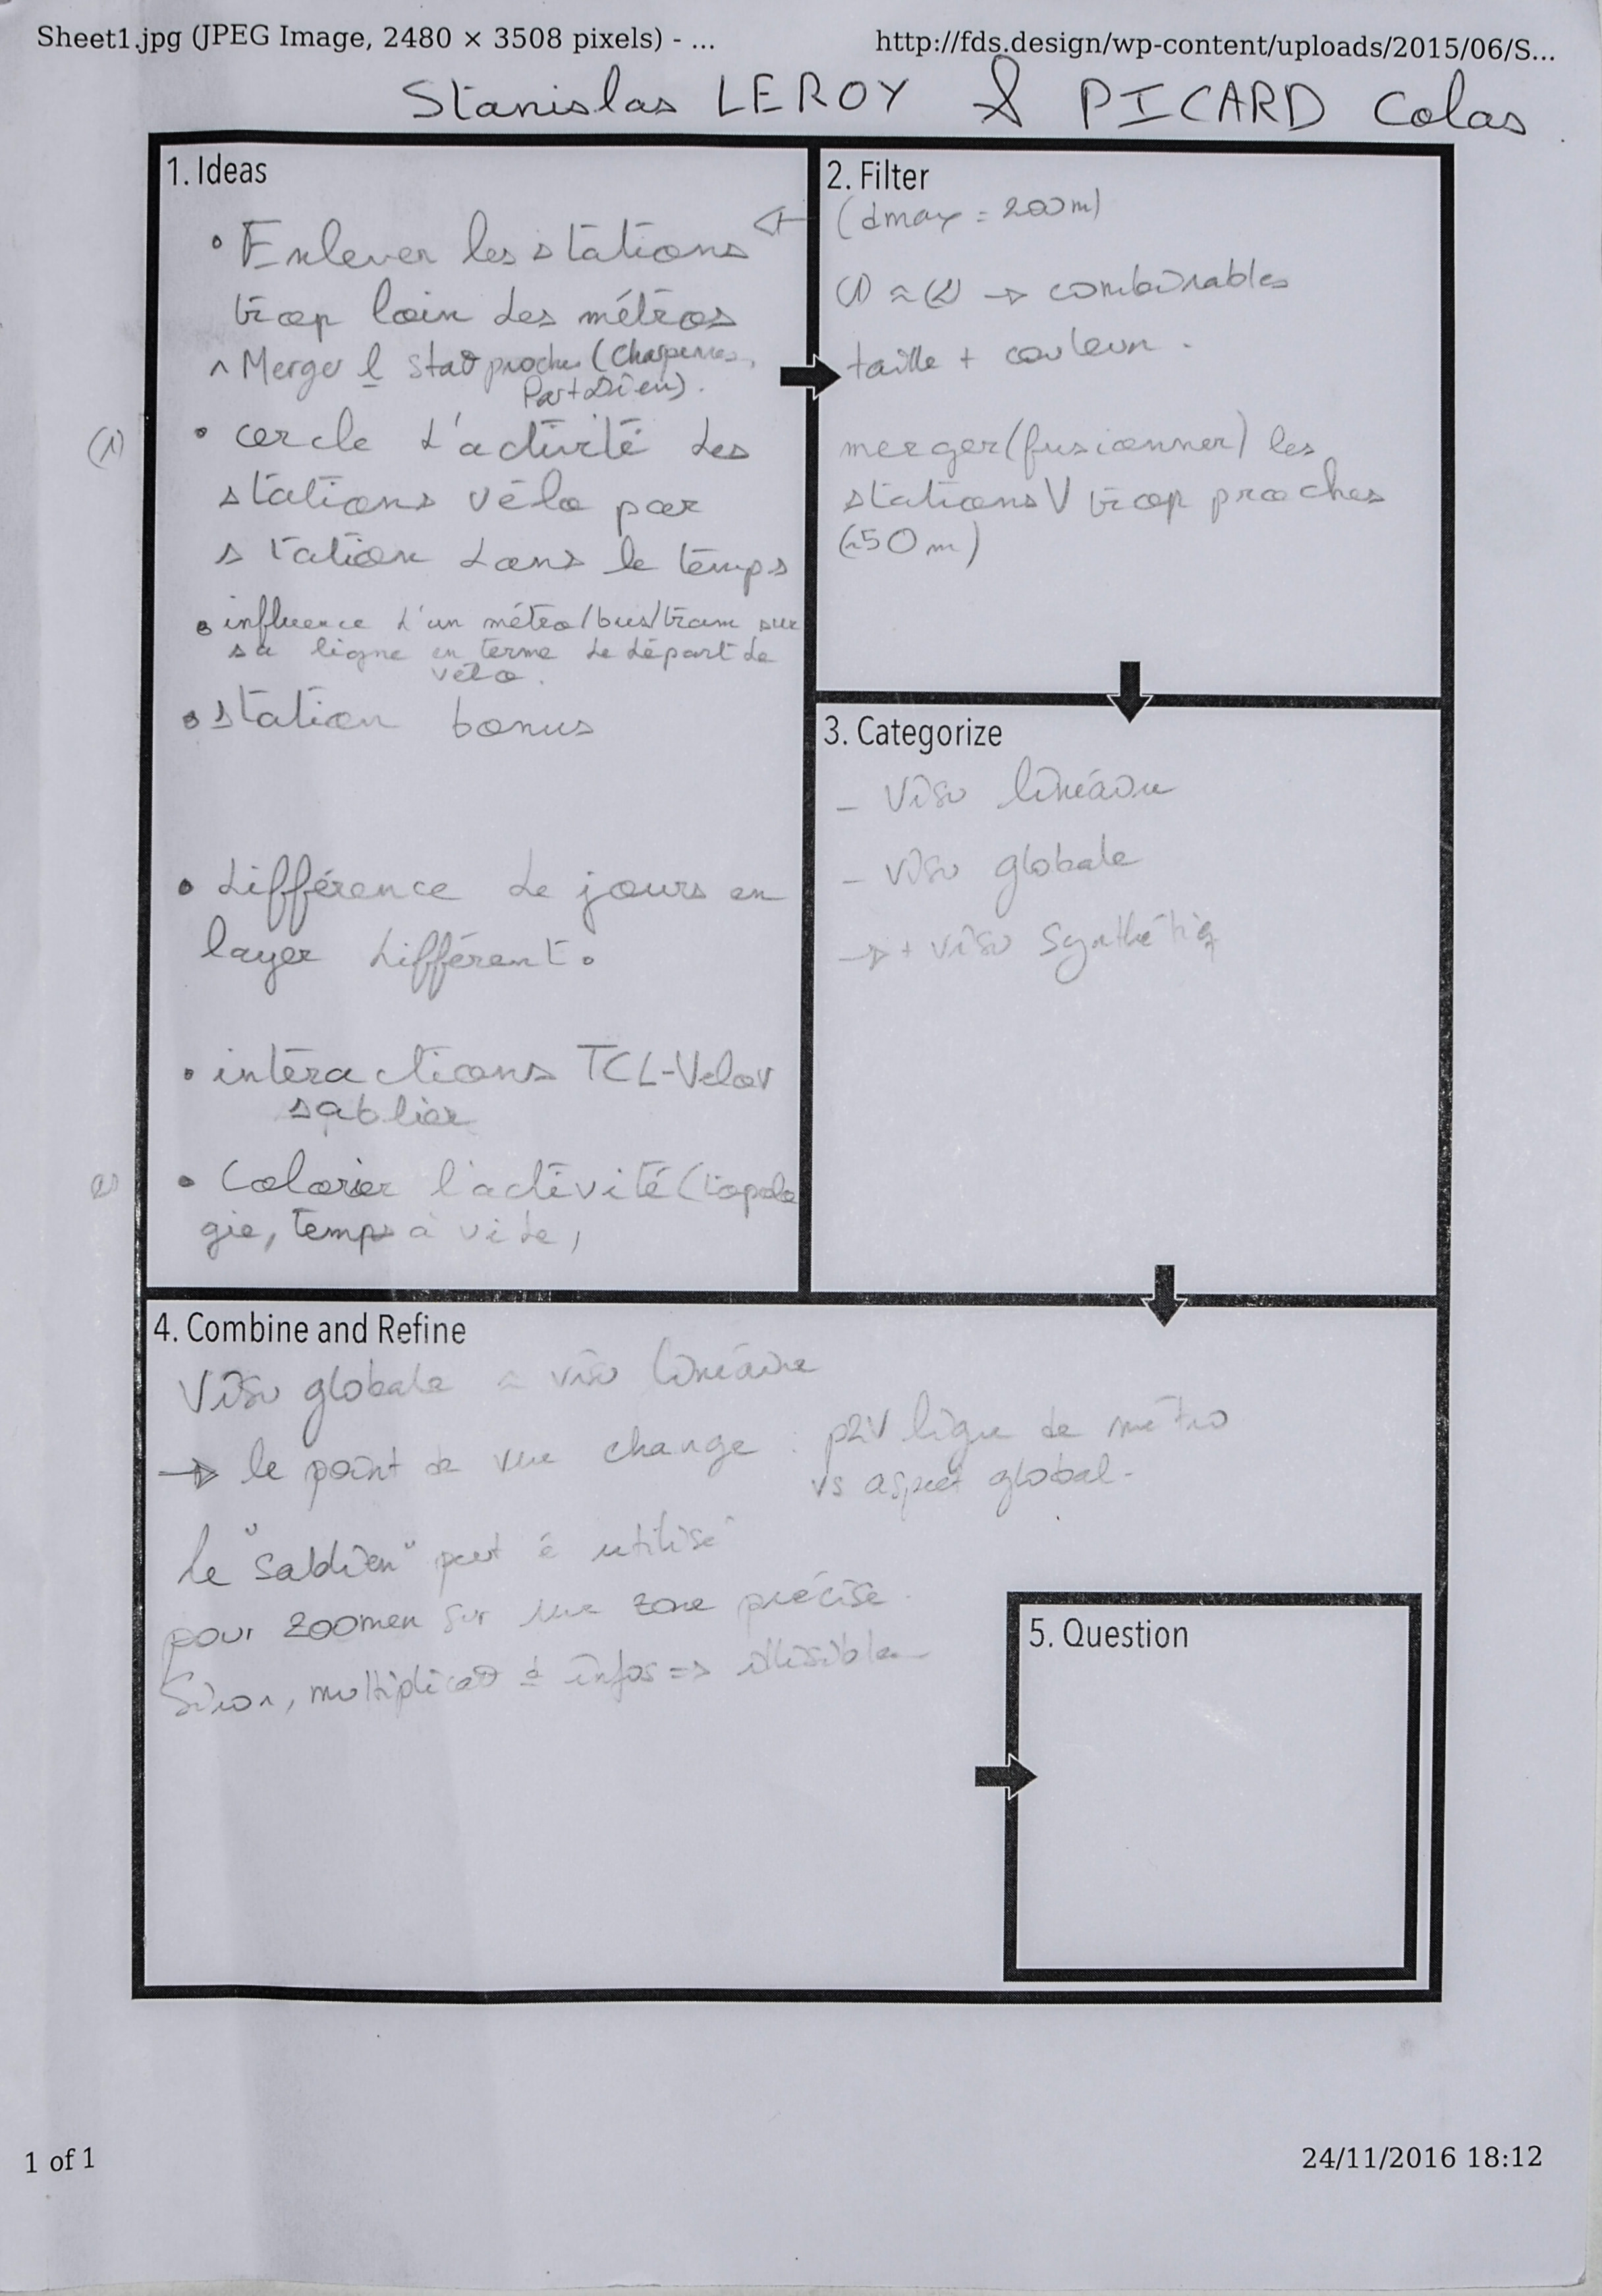 Sheet1.jpg (JPEG Image, 2480 × 3508 pixels) - ...
http://fds.design/wp-content/uploads/2015/06/S...
Stanislas LEROY & PICARD Colas
1. Ideas
• Enlever les stations
trop loin des métros
Merger stat proches (Charpennes,
Part Dieu).
(1) • cercle d'activité des
stations vélo par
station dans le temps
• influence d'un métro/bus/tram sur
sa ligne en terme de départ de
vélo.
• station bonus
• différence de jours en
layer différent.
• intéractions TCL-Velov
sablier
• Colorier l'activité (topolo
gie, temps à vide,
2. Filter
(dmax = 200m)
(1) ≈ (2) → combinables
taille + couleur.
merger (fusionner) les
stations V trop proches
(~50m)
3. Categorize
- Visu linéaire
- visu globale
→ + visu synthétiq
4. Combine and Refine
Visu globale ≈ visu linéaire
→ le point de vue change : ligne de métro
vs aspect global.
le "sablier" peut ê utilisé
pour zoomer sur une zone précise.
Sinon, multiplicat° infos => illisible
5. Question
1 of 1
24/11/2016 18:12